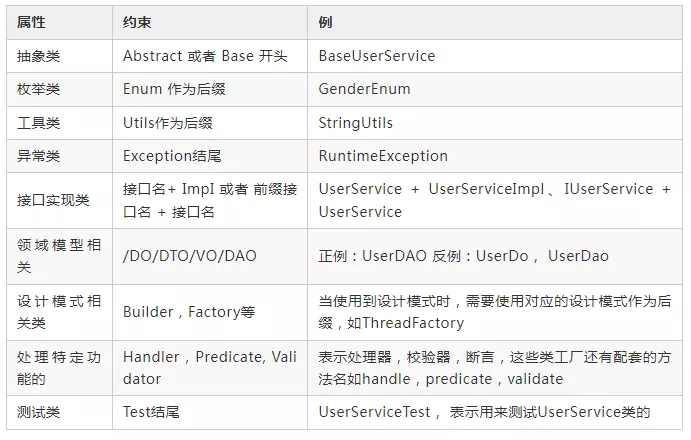 属性 约束 例
抽象类 Abstract 或者 Base 开头 BaseUserService
枚举类 Enum 作为后缀 GenderEnum
工具类 Utils作为后缀 StringUtils
异常类 Exception结尾 RuntimeException
接口实现类
接口名+ ImpI 或者 前缀接
口名 + 接口名
UserService + UserServiceImpl、IUserService +
UserService
领域模型相
关
/DO/DTO/VO/DAO 正例：UserDAO 反例：UserDo， UserDao
设计模式相
关类
Builder，Factory等
当使用到设计模式时，需要使用对应的设计模式作为后
缀，如ThreadFactory
处理特定功
能的
Handler，Predicate, Vali
dator
表示处理器，校验器，断言，这些类工厂还有配套的方
法名如handle，predicate，validate
测试类 Test结尾 UserServiceTest， 表示用来测试UserService类的